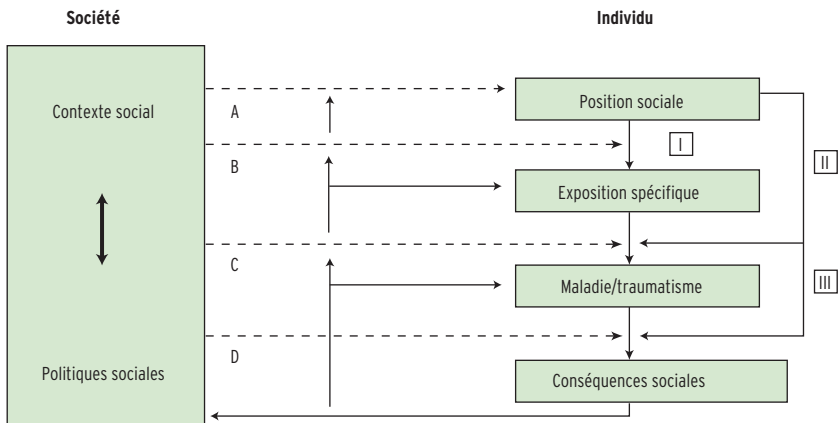 Société
Individu
Contexte social
A
Position sociale
I
B
II
Exposition spécifique
C
Maladie/traumatisme
III
D
Politiques sociales
Conséquences sociales